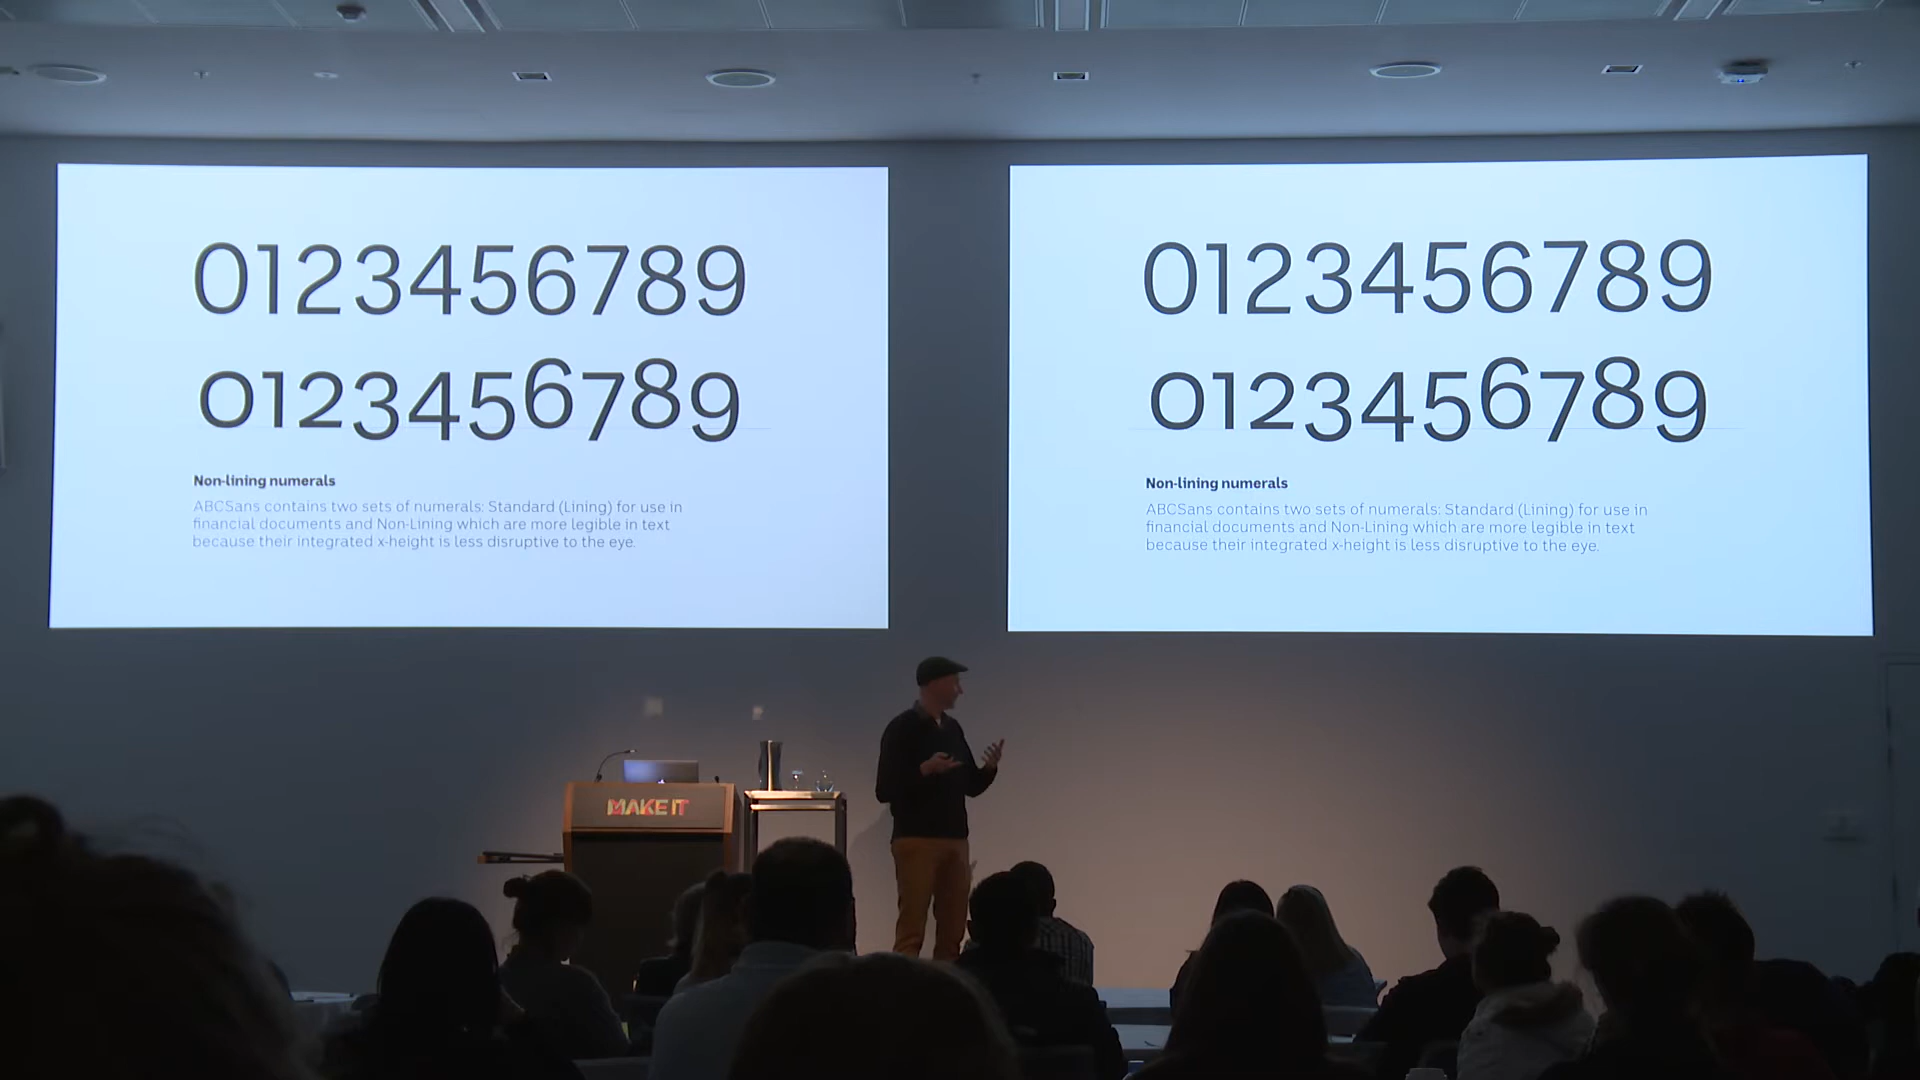 0123456789
0123456789
Non-lining numerals
ABCSans contains two sets of numerals: Standard (Lining) for use in
financial documents and Non-Lining which are more legible in text
because their integrated x-height is less disruptive to the eye.
0123456789
0123456789
Non-lining numerals
ABCSans contains two sets of numerals: Standard (Lining) for use in
financial documents and Non-Lining which are more legible in text
because their integrated x-height is less disruptive to the eye.
MAKE IT